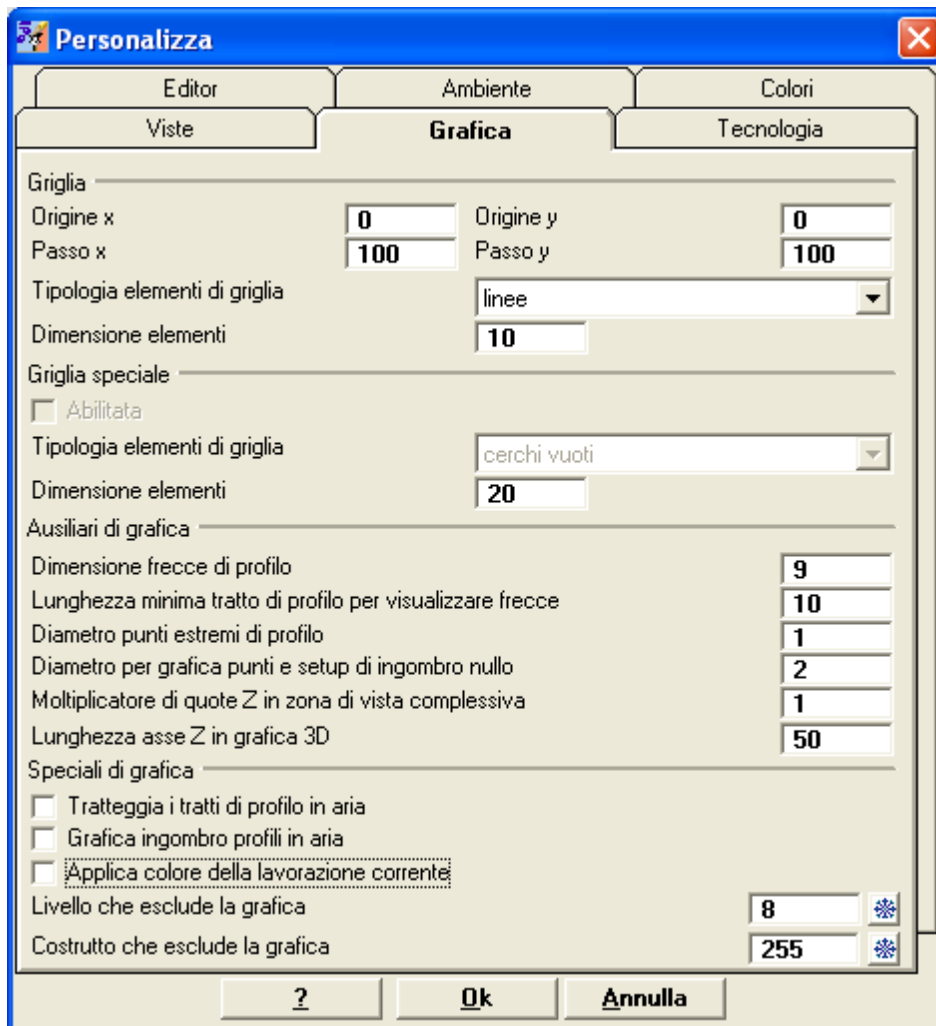 Personalizza
Editor Ambiente Colori
Viste Grafica Tecnologia
Griglia
Origine x 0 Origine y 0
Passo x 100 Passo y 100
Tipologia elementi di griglia linee
Dimensione elementi 10
Griglia speciale
Abilitata
Tipologia elementi di griglia cerchi vuoti
Dimensione elementi 20
Ausiliari di grafica
Dimensione frecce di profilo 9
Lunghezza minima tratto di profilo per visualizzare frecce 10
Diametro punti estremi di profilo 1
Diametro per grafica punti e setup di ingombro nullo 2
Moltiplicatore di quote Z in zona di vista complessiva 1
Lunghezza asse Z in grafica 3D 50
Speciali di grafica
Tratteggia i tratti di profilo in aria
Grafica ingombro profili in aria
Applica colore della lavorazione corrente
Livello che esclude la grafica 8
Costrutto che esclude la grafica 255
? Ok Annulla